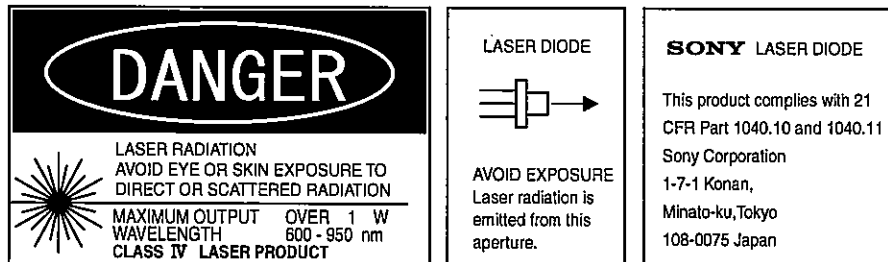 DANGER
LASER RADIATION
AVOID EYE OR SKIN EXPOSURE TO
DIRECT OR SCATTERED RADIATION
MAXIMUM OUTPUT OVER 1 W
WAVELENGTH 600 - 950 nm
CLASS IV LASER PRODUCT
LASER DIODE
AVOID EXPOSURE
Laser radiation is
emitted from this
aperture.
SONY LASER DIODE
This product complies with 21
CFR Part 1040.10 and 1040.11
Sony Corporation
1-7-1 Konan,
Minato-ku,Tokyo
108-0075 Japan